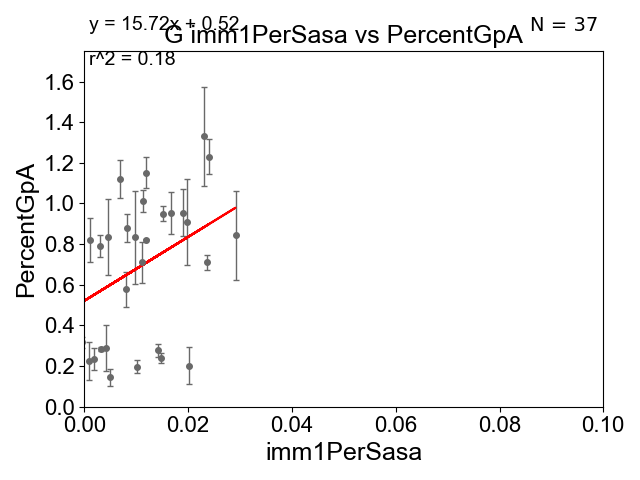 y = 15.72x + 0.52
G imm1PerSasa vs PercentGpA
N = 37
r^2 = 0.18
PercentGpA
1.6
1.4
1.2
1.0
0.8
0.6
0.4
0.2
0.0
0.00 0.02 0.04 0.06 0.08 0.10
imm1PerSasa